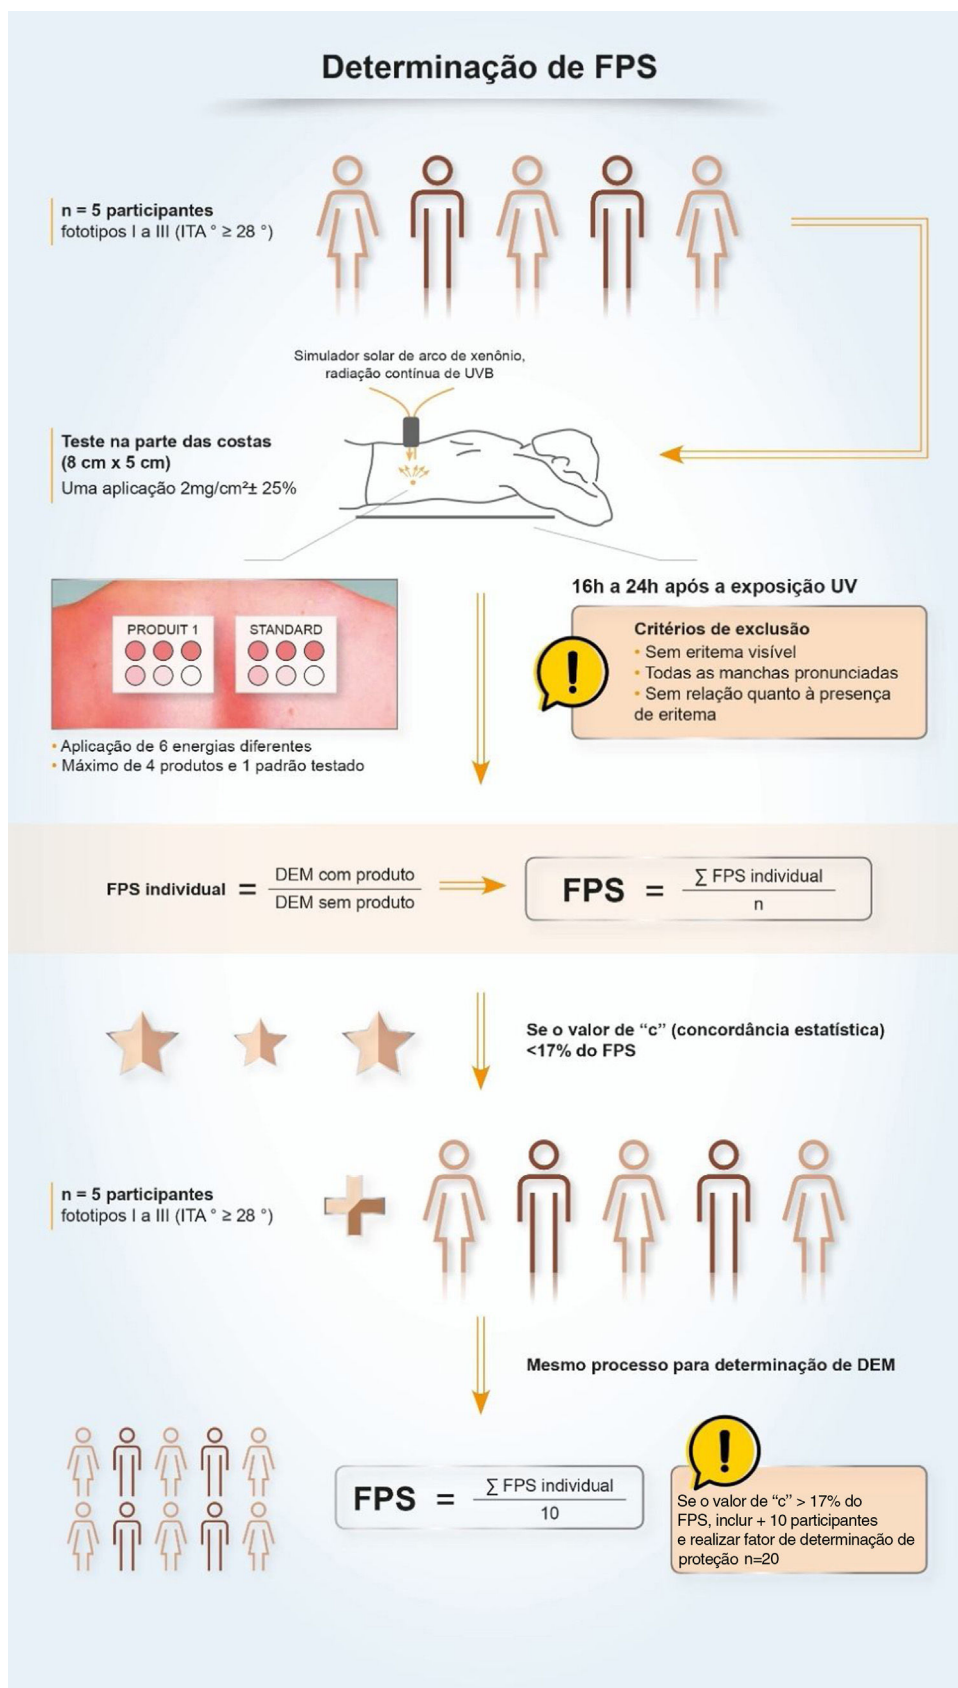 Determinação de FPS
n = 5 participantes
fototipos I a III (ITA ° ≥ 28 °)
Simulador solar de arco de xenônio,
radiação contínua de UVB
Teste na parte das costas
(8 cm x 5 cm)
Uma aplicação 2mg/cm²± 25%
PRODUIT 1
STANDARD
• Aplicação de 6 energias diferentes
• Máximo de 4 produtos e 1 padrão testado
16h a 24h após a exposição UV
Critérios de exclusão
• Sem eritema visível
• Todas as manchas pronunciadas
• Sem relação quanto à presença
de eritema
FPS individual = DEM com produto / DEM sem produto
FPS = ∑ FPS individual / n
Se o valor de “c” (concordância estatística)
<17% do FPS
n = 5 participantes
fototipos I a III (ITA ° ≥ 28 °)
Mesmo processo para determinação de DEM
FPS = ∑ FPS individual / 10
Se o valor de “c” > 17% do
FPS, inclur + 10 participantes
e realizar fator de determinação de
proteção n=20